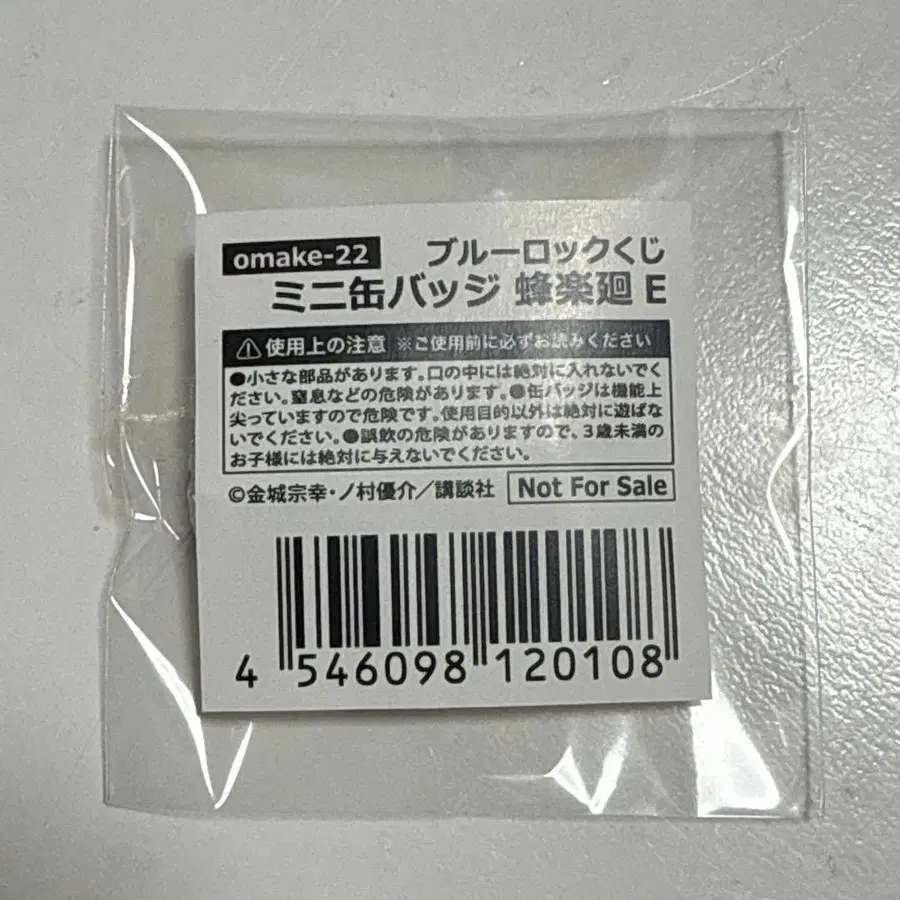 omake-22 ブルーロックくじ
ミニ缶バッジ 蜂楽廻 E
⚠使用上の注意 ※ご使用前に必ずお読みください
●小さな部品があります。口の中には絶対に入れないでく
ださい。窒息などの危険があります。●缶バッジは機能上
尖っていますので危険です。使用目的以外は絶対に遊ばな
いでください。●誤飲の危険がありますので、3歳未満の
お子様には絶対に与えないでください。
©金城宗幸・ノ村優介／講談社 Not For Sale
4 546098 120108